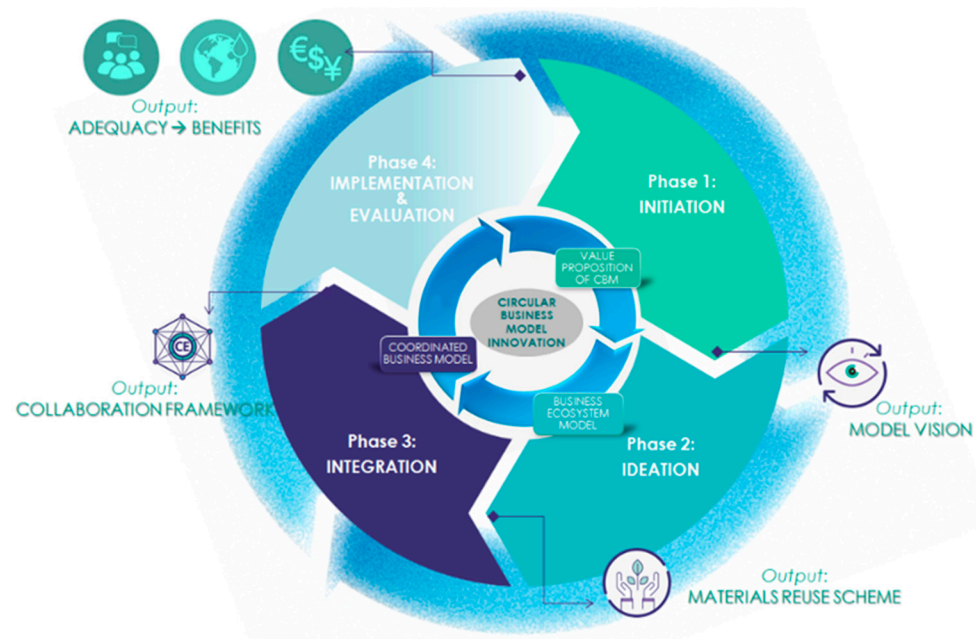 €$¥
Output:
ADEQUACY → BENEFITS
Phase 4:
IMPLEMENTATION
&
EVALUATION
Phase 1:
INITIATION
VALUE
PROPOSITION
OF CBM
CIRCULAR
BUSINESS
MODEL
INNOVATION
COORDINATED
BUSINESS MODEL
BUSINESS
ECOSYSTEM
MODEL
CE
Output:
COLLABORATION FRAMEWORK
Output:
MODEL VISION
Phase 3:
INTEGRATION
Phase 2:
IDEATION
Output:
MATERIALS REUSE SCHEME